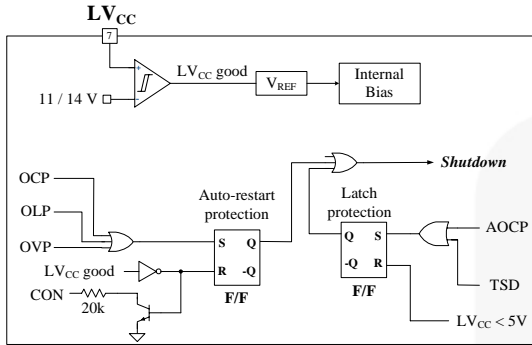 LVCC
7
+
LVCC good
VREF
Internal
Bias
11 / 14 V
-
Shutdown
OCP
Auto-restart
protection
Latch
protection
OLP
S Q
Q S
AOCP
OVP
LVCC good
R -Q
-Q R
F/F
F/F
TSD
CON
20k
LVCC < 5V